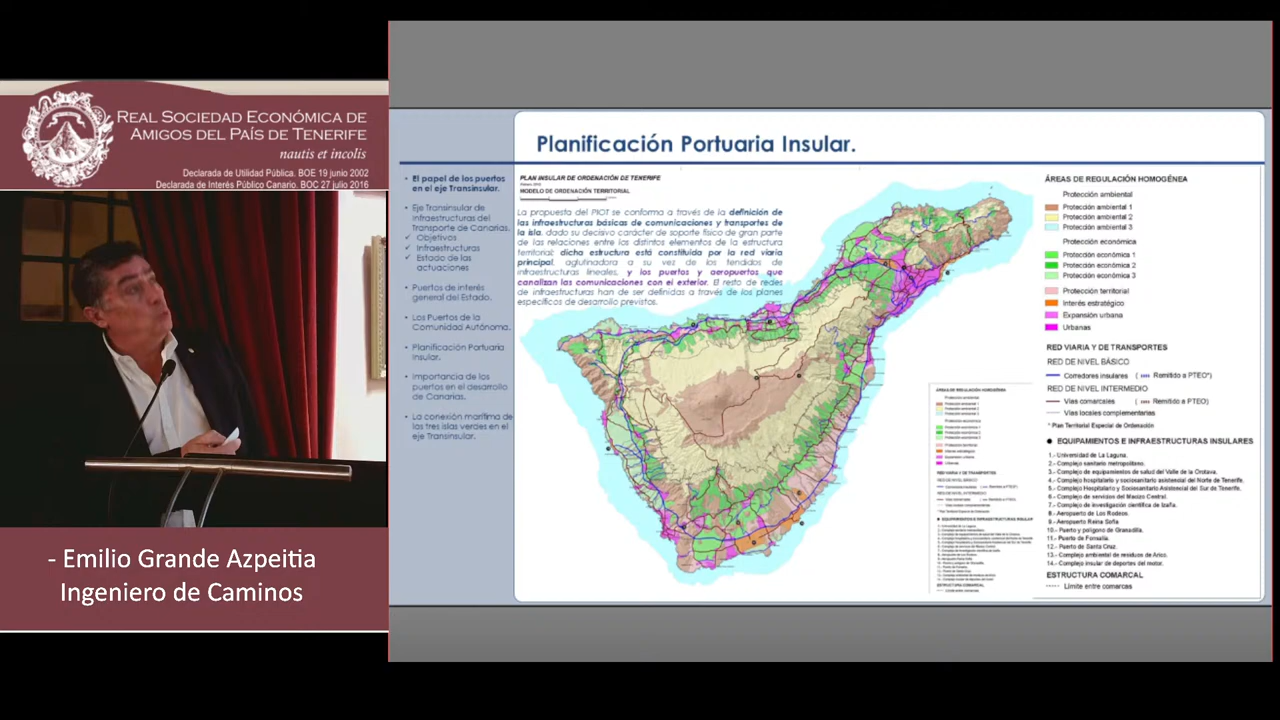 REAL SOCIEDAD ECONÓMICA DE
AMIGOS DEL PAÍS DE TENERIFE
nautis et incolis
Declarada de Utilidad Pública. BOE 19 junio 2002
Declarada de Interés Público Canario. BOC 27 julio 2016
- Emilio Grande Azpeitia
Ingeniero de Caminos
Planificación Portuaria Insular.
• El papel de los puertos
en el eje Transinsular.
• Eje Transinsular de
infraestructuras del
Transporte de Canarias.
✓ Objetivos
✓ Infraestructuras
✓ Estado de las
actuaciones
• Puertos de interés
general del Estado.
• Los Puertos de la
Comunidad Autónoma.
• Planificación Portuaria
Insular.
• Importancia de los
puertos en el desarrollo
de Canarias.
• La conexión marítima de
las tres islas verdes en el
eje Transinsular.
PLAN INSULAR DE ORDENACIÓN DE TENERIFE
MODELO DE ORDENACIÓN TERRITORIAL
La propuesta del PIOT se conforma a través de la definición de
las infraestructuras básicas de comunicaciones y transportes de
la isla, dado su decisivo carácter de soporte físico de gran parte
de las relaciones entre los distintos elementos de la estructura
territorial; dicha estructura está constituida por la red viaria
principal, aglutinadora a su vez de los tendidos de
infraestructuras lineales, y los puertos y aeropuertos que
canalizan las comunicaciones con el exterior. El resto de redes
de infraestructuras han de ser definidas a través de los planes
específicos de desarrollo previstos.
ÁREAS DE REGULACIÓN HOMOGÉNEA
Protección ambiental
Protección ambiental 1
Protección ambiental 2
Protección ambiental 3
Protección económica
Protección económica 1
Protección económica 2
Protección económica 3
Protección territorial
Interés estratégico
Expansión urbana
Urbanas
RED VIARIA Y DE TRANSPORTES
RED DE NIVEL BÁSICO
Corredores insulares ( Remitido a PTEO*)
RED DE NIVEL INTERMEDIO
Vías comarcales ( Remitido a PTEO)
Vías locales complementarias
* Plan Territorial Especial de Ordenación
● EQUIPAMIENTOS E INFRAESTRUCTURAS INSULARES
1.- Universidad de La Laguna.
2.- Complejo sanitario metropolitano.
3.- Complejo de equipamientos de salud del Valle de la Orotava.
4.- Complejo hospitalario y sociosanitario asistencial del Norte de Tenerife.
5.- Complejo Hospitalario y Sociosanitario Asistencial del Sur de Tenerife.
6.- Complejo de servicios del Macizo Central.
7.- Complejo de investigación científica de Izaña.
8.- Aeropuerto de Los Rodeos.
9.- Aeropuerto Reina Sofía
10.- Puerto y polígono de Granadilla.
11.- Puerto de Fonsalía.
12.- Puerto de Santa Cruz.
13.- Complejo ambiental de residuos de Arico.
14.- Complejo insular de deportes del motor.
ESTRUCTURA COMARCAL
Límite entre comarcas